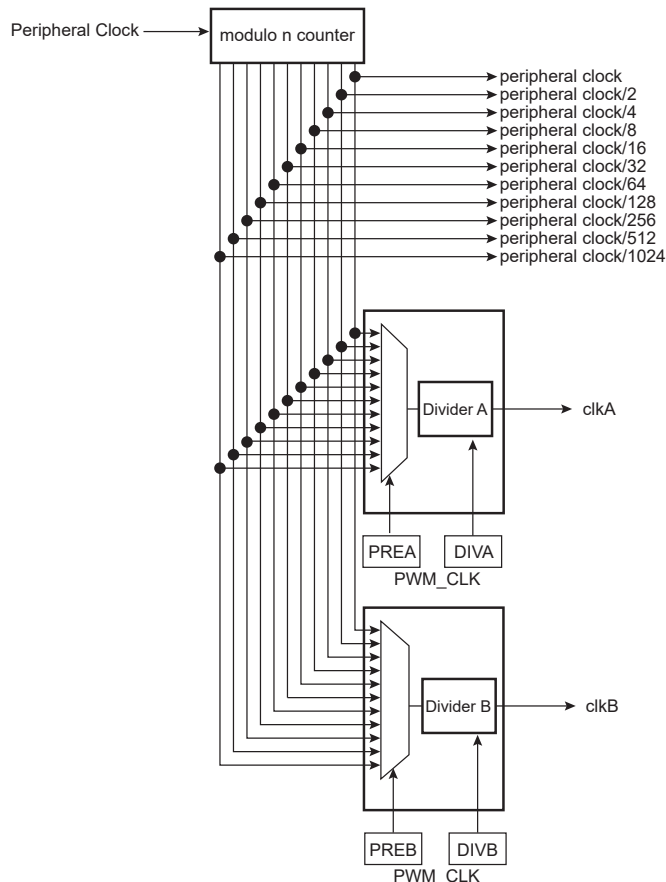 Peripheral Clock
modulo n counter
peripheral clock
peripheral clock/2
peripheral clock/4
peripheral clock/8
peripheral clock/16
peripheral clock/32
peripheral clock/64
peripheral clock/128
peripheral clock/256
peripheral clock/512
peripheral clock/1024
Divider A
clkA
PREA
DIVA
PWM_CLK
Divider B
clkB
PREB
DIVB
PWM_CLK